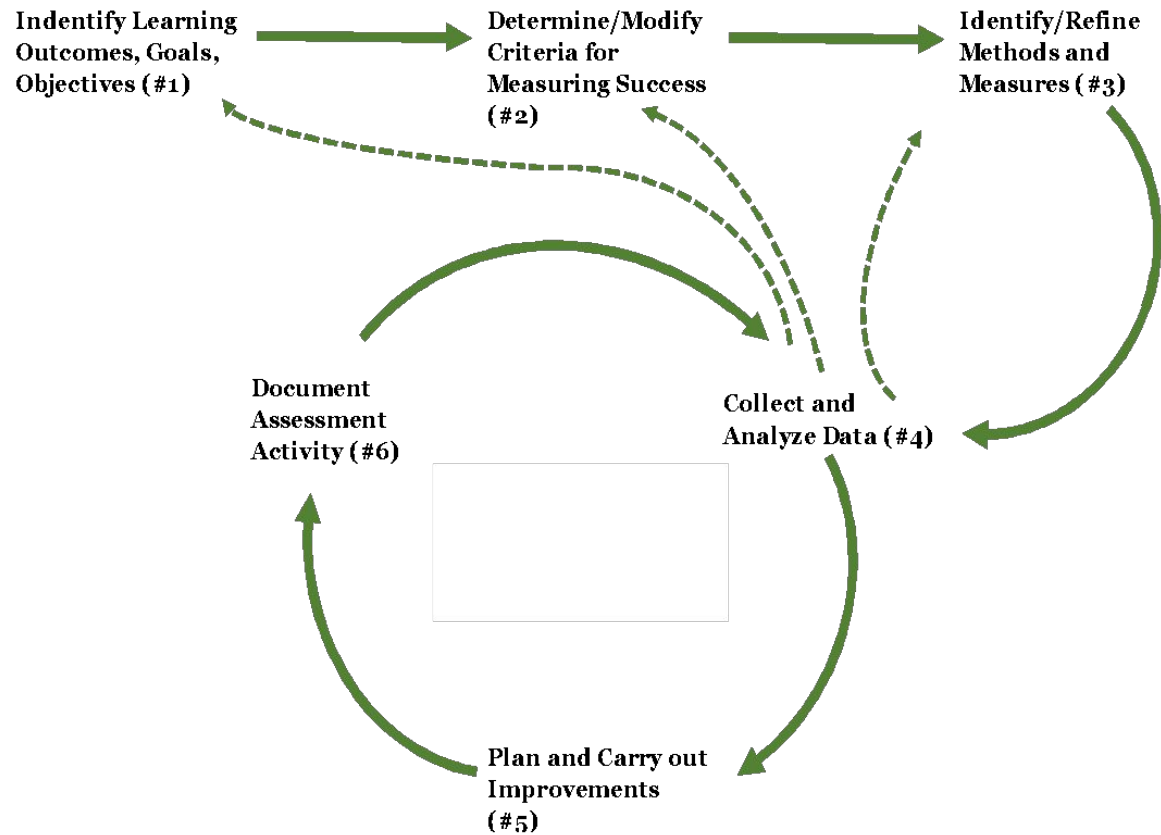 Indentify Learning
Outcomes, Goals,
Objectives (#1)
Determine/Modify
Criteria for
Measuring Success
(#2)
Identify/Refine
Methods and
Measures (#3)
Document
Assessment
Activity (#6)
Collect and
Analyze Data (#4)
Plan and Carry out
Improvements
(#5)